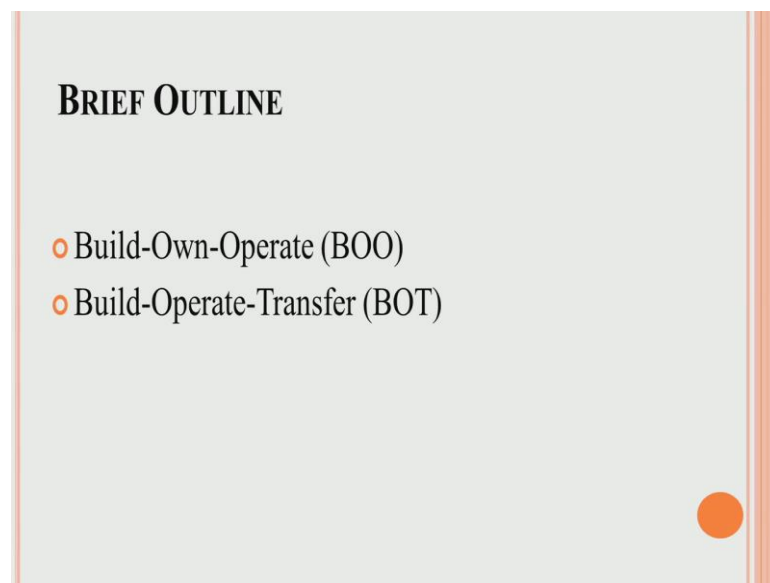 BRIEF OUTLINE
Build-Own-Operate (BOO)
Build-Operate-Transfer (BOT)